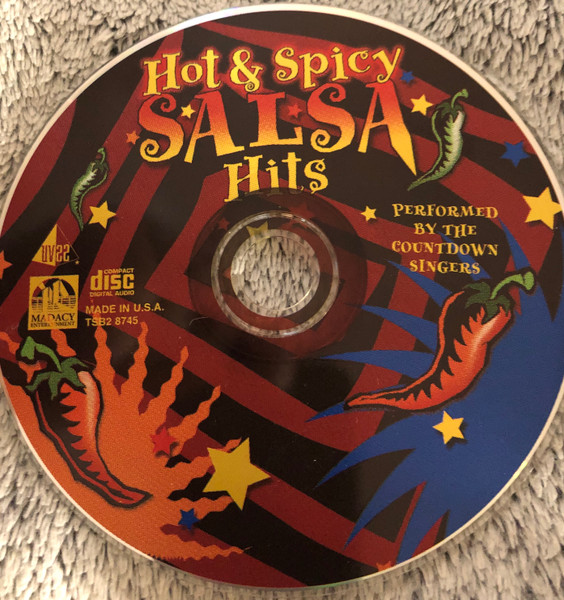 Hot & Spicy
SALSA
Hits
PERFORMED
BY THE
COUNTDOWN
SINGERS
COMPACT
disc
DIGITAL AUDIO
MADACY
ENTERTAINMENT
MADE IN U.S.A.
TSB2 8745